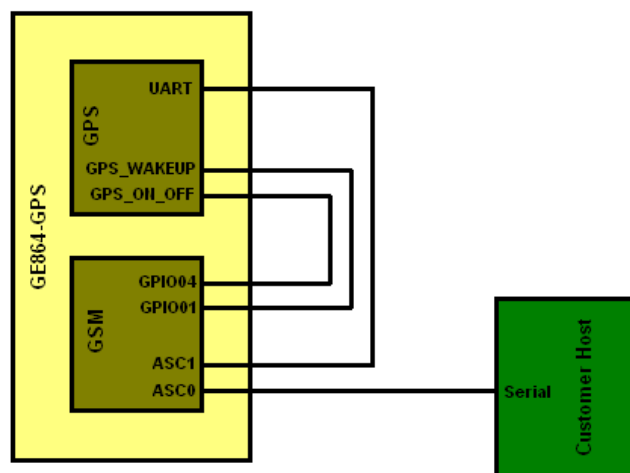 GE864-GPS
GPS
UART
GPS_WAKEUP
GPS_ON_OFF
GSM
GPIO04
GPIO01
ASC1
ASC0
Serial
Customer Host